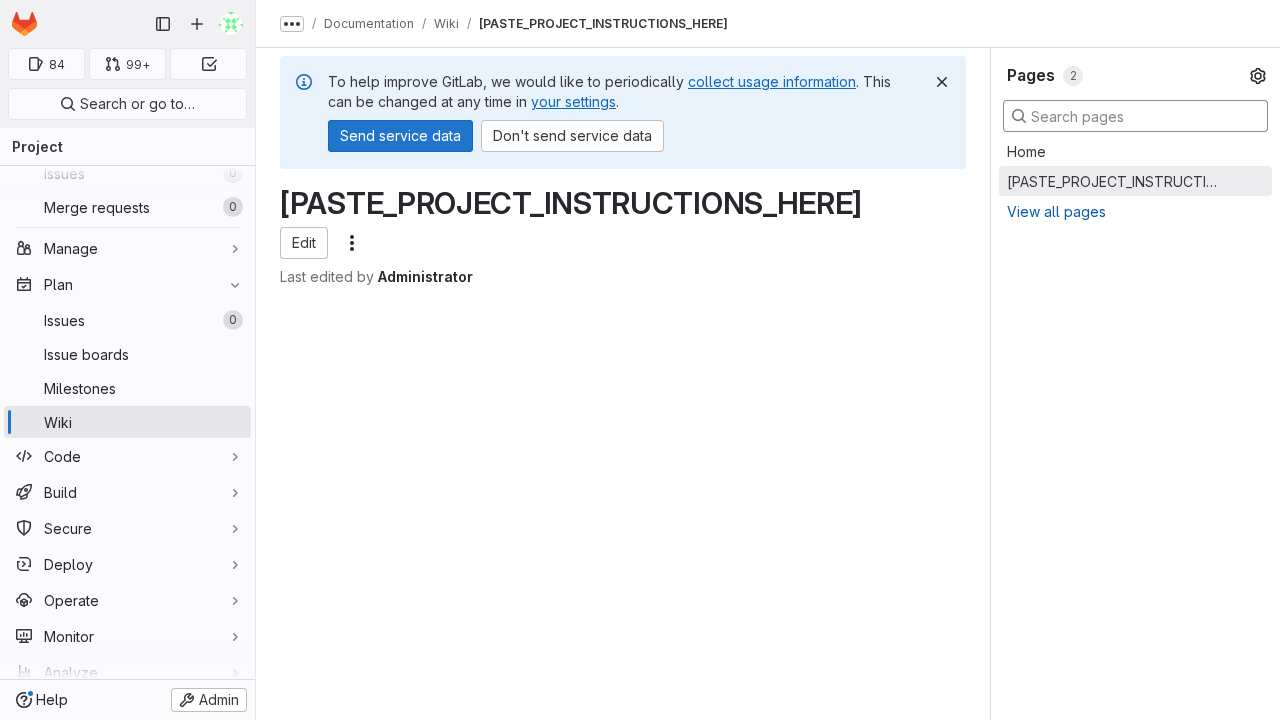 Documentation / Wiki / [PASTE_PROJECT_INSTRUCTIONS_HERE]
84
99+
Search or go to…
Project
Issues 0
Merge requests 0
Manage
Plan
Issues 0
Issue boards
Milestones
Wiki
Code
Build
Secure
Deploy
Operate
Monitor
Analyze
Help
Admin
To help improve GitLab, we would like to periodically collect usage information. This
can be changed at any time in your settings.
Send service data
Don't send service data
[PASTE_PROJECT_INSTRUCTIONS_HERE]
Edit
Last edited by Administrator
Pages 2
Search pages
Home
[PASTE_PROJECT_INSTRUCTI…
View all pages